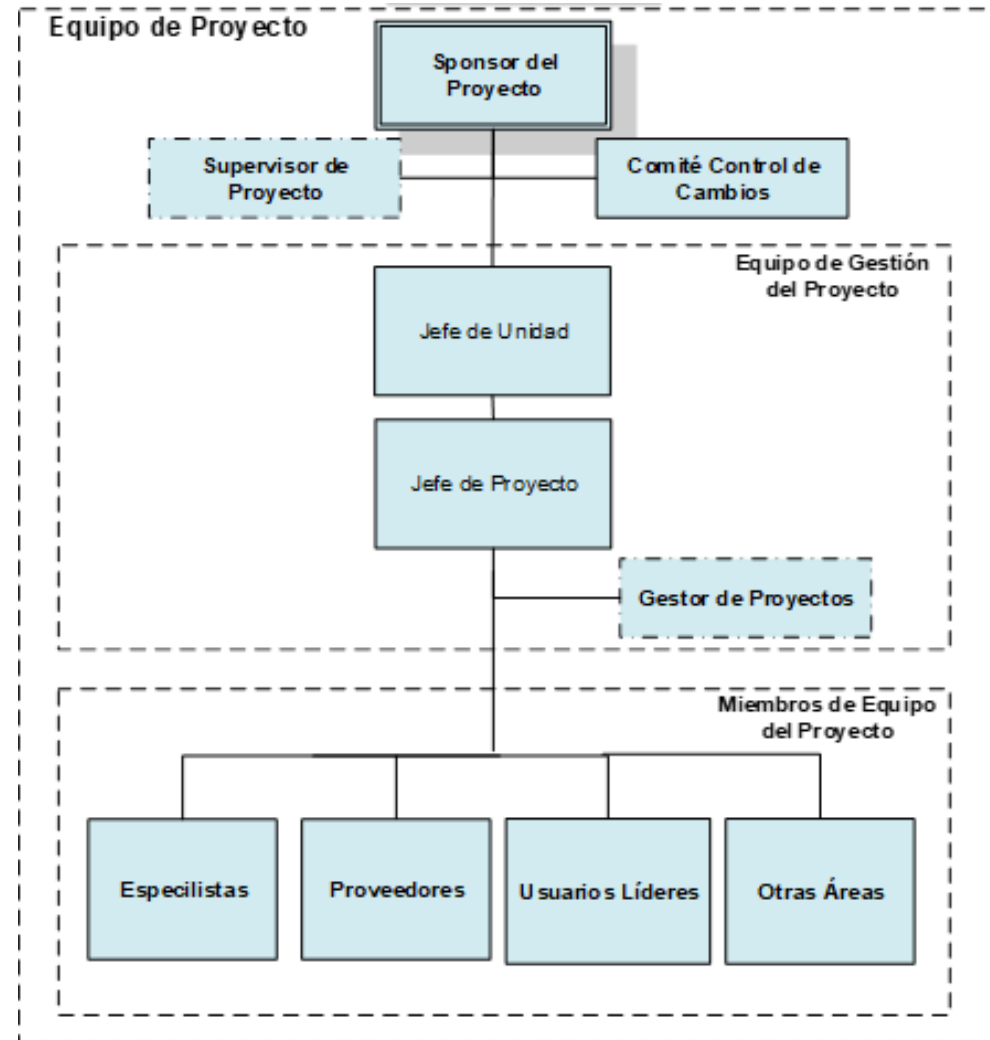 Equipo de Proyecto
Sponsor del
Proyecto
Supervisor de
Proyecto
Comité Control de
Cambios
Equipo de Gestión
del Proyecto
Jefe de Unidad
Jefe de Proyecto
Gestor de Proyectos
Miembros de Equipo
del Proyecto
Especilistas
Proveedores
Usuarios Líderes
Otras Áreas